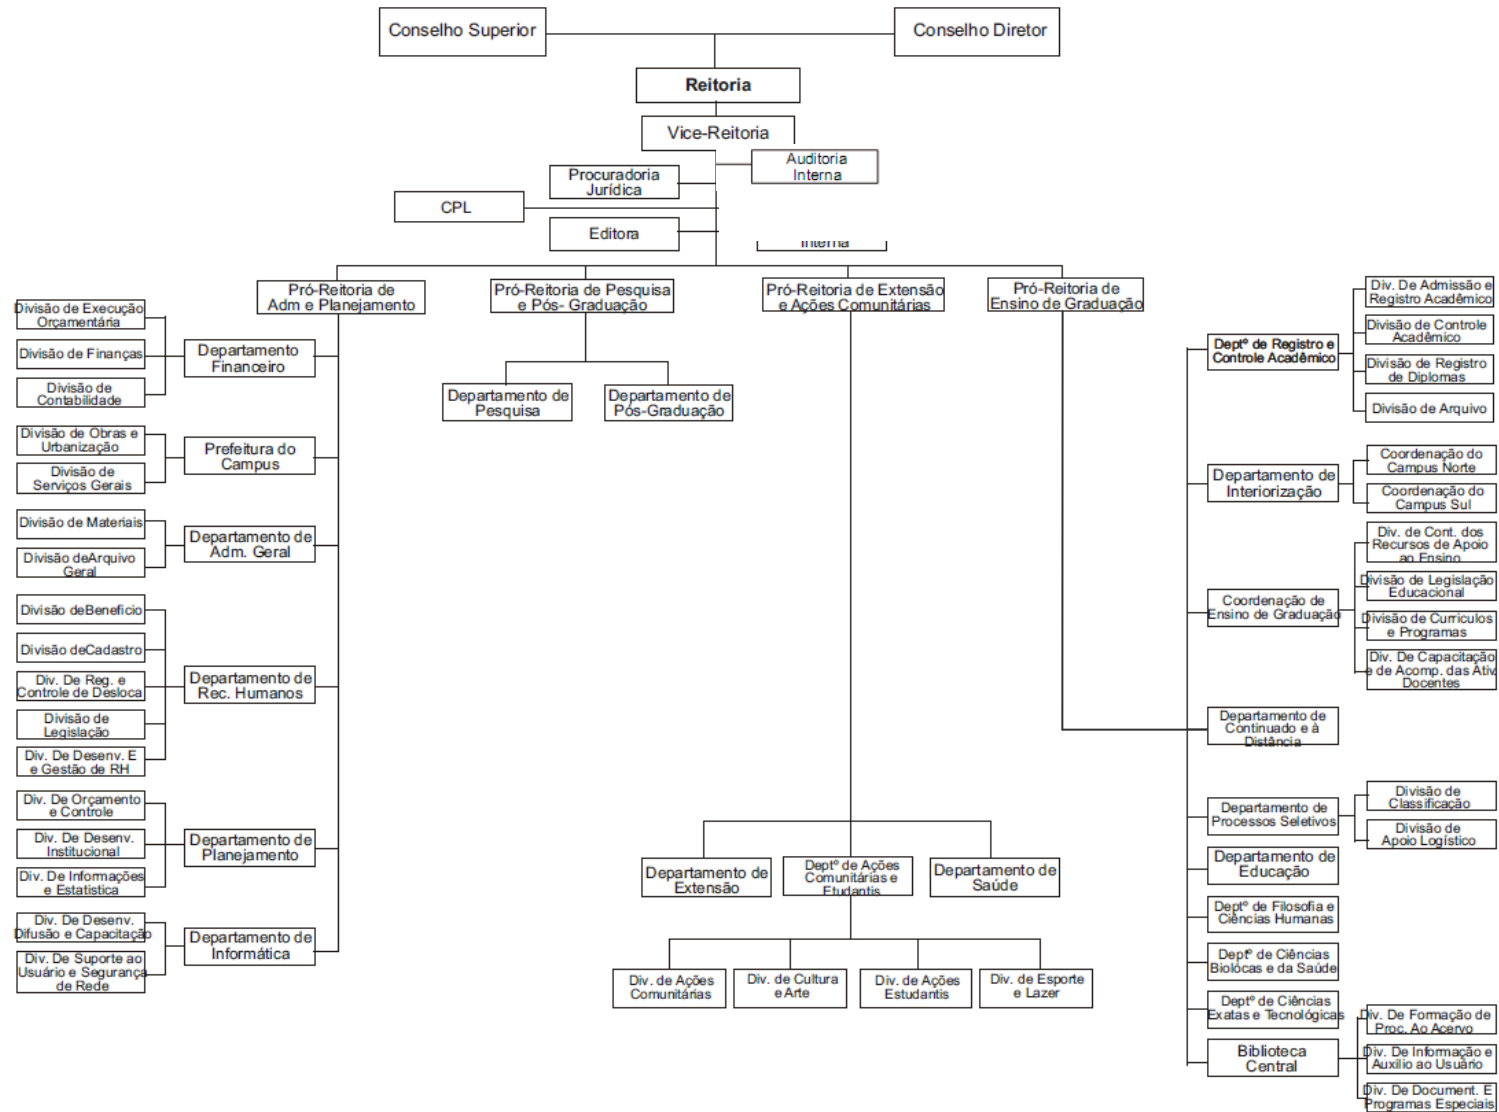 Conselho Superior
Conselho Diretor
Reitoria
Vice-Reitoria
Auditoria
Interna
Procuradoria
Jurídica
CPL
Editora
Interna
Pró-Reitoria de
Adm e Planejamento
Pró-Reitoria de Pesquisa
e Pós- Graduação
Pró-Reitoria de Extensão
e Ações Comunitárias
Pró-Reitoria de
Ensino de Graduação
Divisão de Execução
Orçamentária
Divisão de Finanças
Divisão de
Contabilidade
Departamento
Financeiro
Divisão de Obras e
Urbanização
Divisão de
Serviços Gerais
Prefeitura do
Campus
Divisão de Materiais
Divisão deArquivo
Geral
Departamento de
Adm. Geral
Divisão deBeneficio
Divisão deCadastro
Div. De Reg. e
Controle de Desloca
Divisão de
Legislação
Div. De Desenv. E
e Gestão de RH
Departamento de
Rec. Humanos
Div. De Orçamento
e Controle
Div. De Desenv.
Institucional
Div. De Informações
e Estatistica
Departamento de
Planejamento
Div. De Desenv.
Difusão e Capacitação
Div. De Suporte ao
Usuário e Segurança
de Rede
Departamento de
Informática
Departamento de
Pesquisa
Departamento de
Pós-Graduação
Departamento de
Extensão
Deptº de Ações
Comunitárias e
Etudantis
Departamento de
Saúde
Div. de Ações
Comunitárias
Div. de Cultura
e Arte
Div. de Ações
Estudantis
Div. de Esporte
e Lazer
Deptº de Registro e
Controle Acadêmico
Div. De Admissão e
Registro Acadêmico
Divisão de Controle
Acadêmico
Divisão de Registro
de Diplomas
Divisão de Arquivo
Departamento de
Interiorização
Coordenação do
Campus Norte
Coordenação do
Campus Sul
Coordenação de
Ensino de Graduação
Div. de Cont. dos
Recursos de Apoio
ao Ensino
Divisão de Legislação
Educacional
Divisão de Curriculos
e Programas
Div. De Capacitação
e de Acomp. das Ativ.
Docentes
Departamento de
Continuado e à
Distância
Departamento de
Processos Seletivos
Divisão de
Classificação
Divisão de
Apoio Logístico
Departamento de
Educação
Deptº de Filosofia e
Ciências Humanas
Deptº de Ciências
Biolócas e da Saúde
Deptº de Ciências
Exatas e Tecnológicas
Biblioteca
Central
Div. De Formação de
Proc. Ao Acervo
Div. De Informação e
Auxilio ao Usuário
Div. De Document. E
Programas Especiais